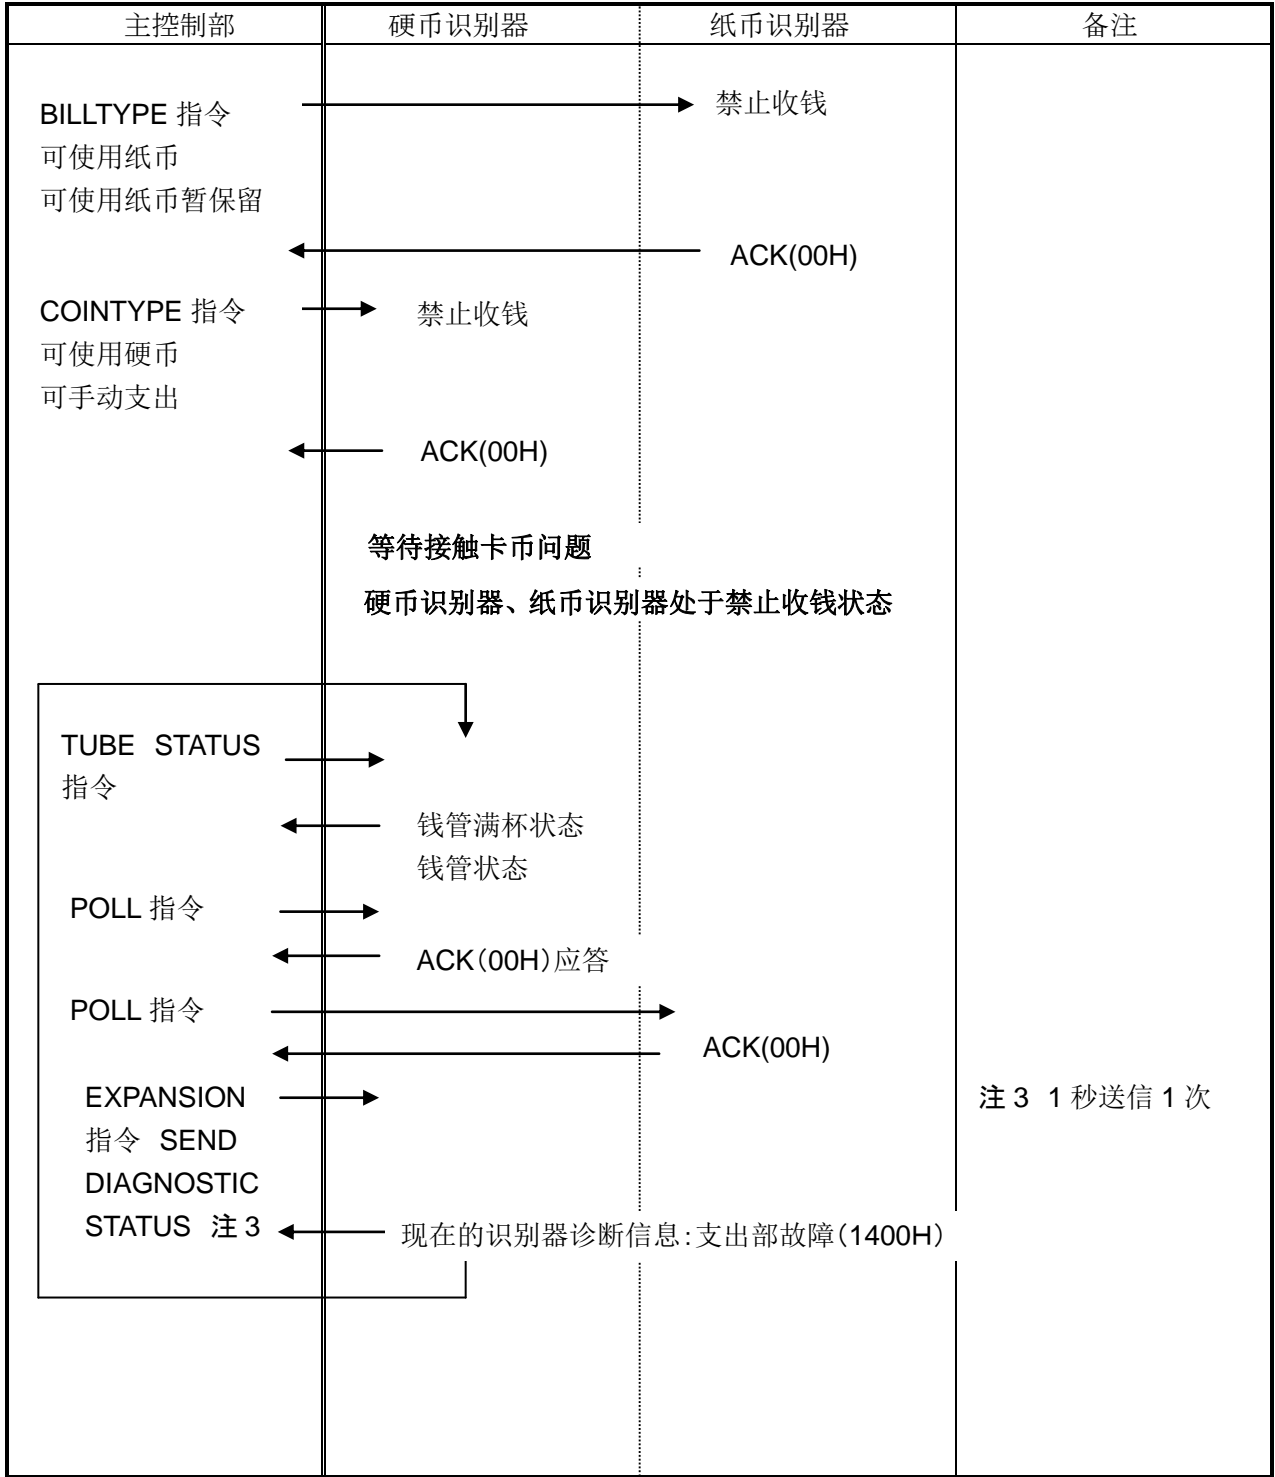 主控制部 硬币识别器 纸币识别器 备注
BILLTYPE 指令 禁止收钱
可使用纸币
可使用纸币暂保留
ACK(00H)
COINTYPE 指令 禁止收钱
可使用硬币
可手动支出
ACK(00H)
等待接触卡币问题
硬币识别器、纸币识别器处于禁止收钱状态
TUBE STATUS
指令
钱管满杯状态
钱管状态
POLL 指令
ACK（00H）应答
POLL 指令
ACK(00H)
EXPANSION 注 3 1 秒送信 1 次
指令 SEND
DIAGNOSTIC
STATUS 注 3 现在的识别器诊断信息：支出部故障（1400H）